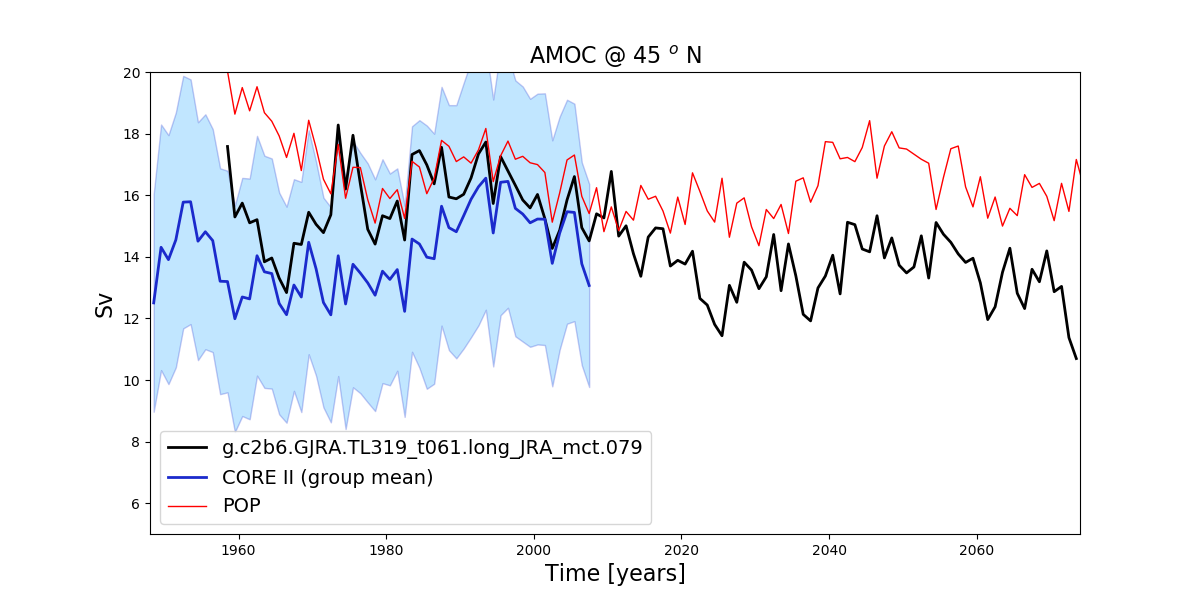 AMOC @ 45 ° N
20
18
16
14
12
10
8
6
Sv
g.c2b6.GJRA.TL319_t061.long_JRA_mct.079
CORE II (group mean)
POP
1960 1980 2000 2020 2040 2060
Time [years]